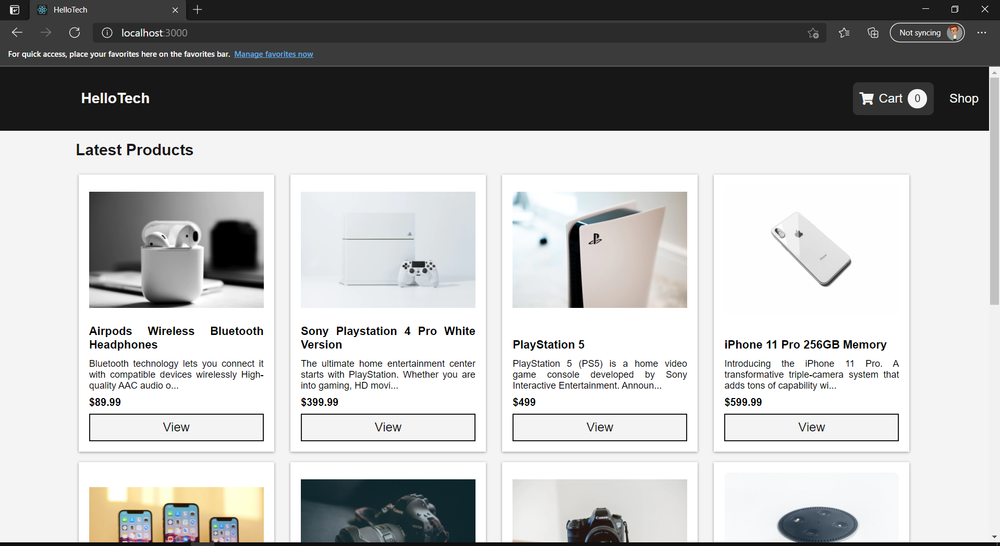 HelloTech
localhost:3000
Not syncing
For quick access, place your favorites here on the favorites bar. Manage favorites now
HelloTech
Cart 0
Shop
Latest Products
Airpods Wireless Bluetooth
Headphones
Bluetooth technology lets you connect it
with compatible devices wirelessly High-
quality AAC audio o...
$89.99
View
Sony Playstation 4 Pro White
Version
The ultimate home entertainment center
starts with PlayStation. Whether you are
into gaming, HD movi...
$399.99
View
PlayStation 5
PlayStation 5 (PS5) is a home video
game console developed by Sony
Interactive Entertainment. Announ...
$499
View
iPhone 11 Pro 256GB Memory
Introducing the iPhone 11 Pro. A
transformative triple-camera system that
adds tons of capability wi...
$599.99
View
iPhone
Canon